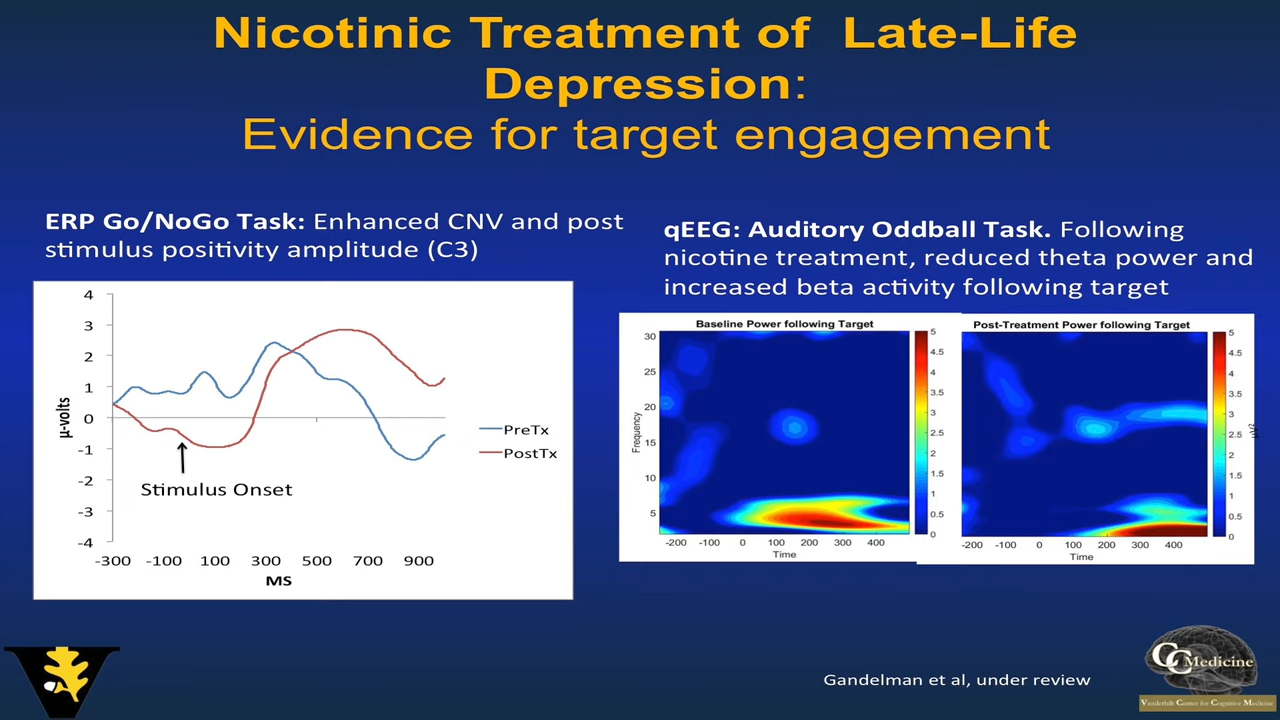 Nicotinic Treatment of Late-Life
Depression:
Evidence for target engagement
ERP Go/NoGo Task: Enhanced CNV and post
stimulus positivity amplitude (C3)
4
3
2
1
0
-1
-2
-3
-4
µ-volts
-300 -100 100 300 500 700 900
MS
Stimulus Onset
PreTx
PostTx
qEEG: Auditory Oddball Task. Following
nicotine treatment, reduced theta power and
increased beta activity following target
Baseline Power following Target
30
25
20
15
10
5
Frequency
-200 -100 0 100 200 300 400
Time
5
4.5
4
3.5
3
2.5
2
1.5
1
0.5
0
Post-Treatment Power following Target
-200 -100 0 100 200 300 400
Time
5
4.5
4
3.5
3
2.5
2
1.5
1
0.5
0
µV2
Gandelman et al, under review
CC Medicine
Vanderbilt Center for Cognitive Medicine
V